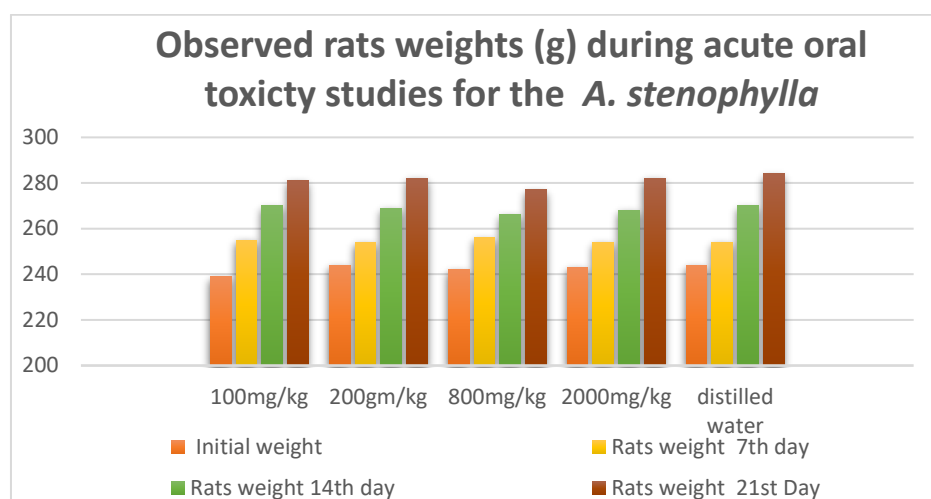 Observed rats weights (g) during acute oral
toxicty studies for the A. stenophylla
300
280
260
240
220
200
100mg/kg 200gm/kg 800mg/kg 2000mg/kg distilled
water
Initial weight Rats weight 7th day
Rats weight 14th day Rats weight 21st Day